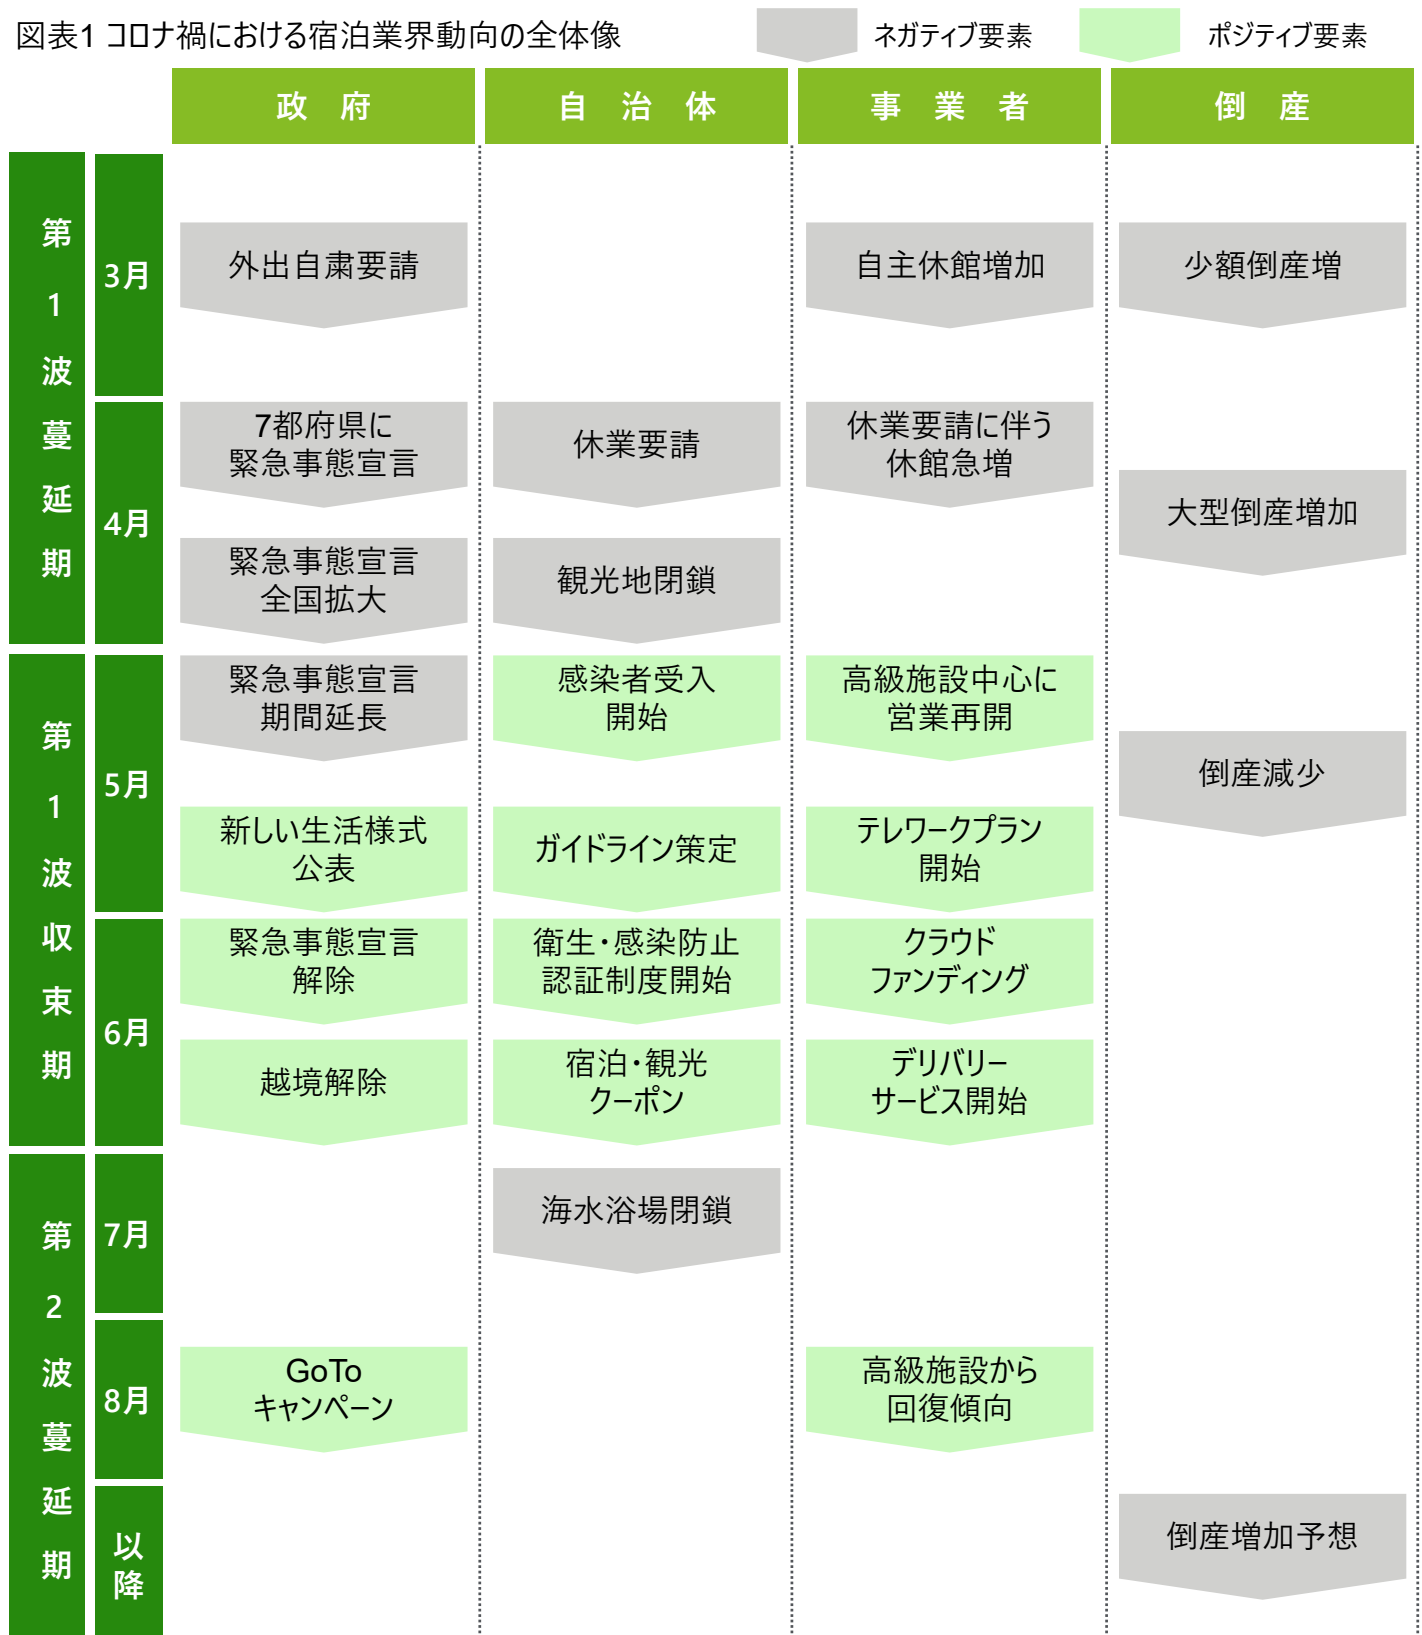 図表1 コロナ禍における宿泊業界動向の全体像
ネガティブ要素
ポジティブ要素
政府
自治体
事業者
倒産
第1波蔓延期
3月
外出自粛要請
自主休館増加
少額倒産増
4月
7都府県に
緊急事態宣言
休業要請
休業要請に伴う
休館急増
大型倒産増加
緊急事態宣言
全国拡大
観光地閉鎖
第1波収束期
5月
緊急事態宣言
期間延長
感染者受入
開始
高級施設中心に
営業再開
倒産減少
新しい生活様式
公表
ガイドライン策定
テレワークプラン
開始
6月
緊急事態宣言
解除
衛生・感染防止
認証制度開始
クラウド
ファンディング
越境解除
宿泊・観光
クーポン
デリバリー
サービス開始
第2波蔓延期
7月
海水浴場閉鎖
8月
GoTo
キャンペーン
高級施設から
回復傾向
以降
倒産増加予想